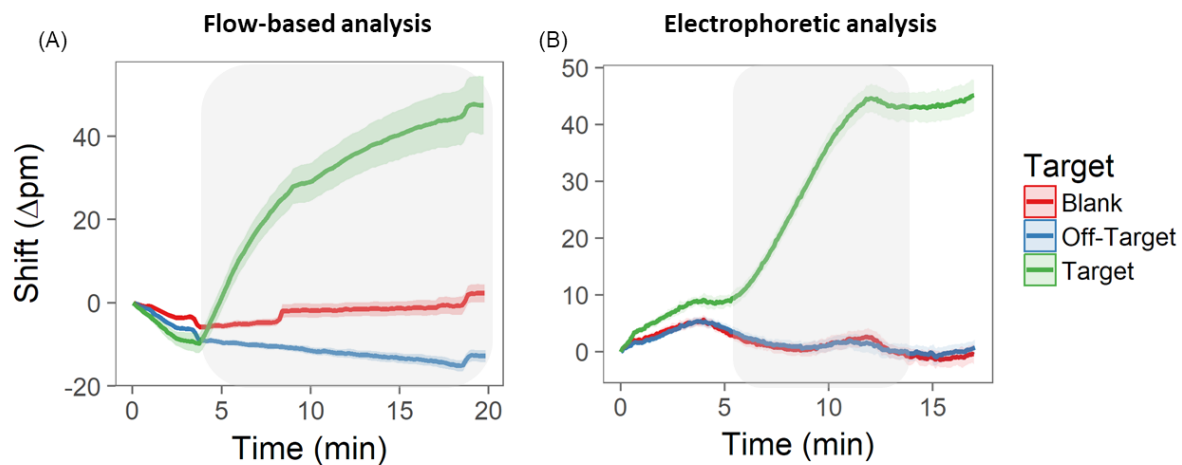 Flow-based analysis
Electrophoretic analysis
(A)
(B)
Shift (Δpm)
40
20
0
-20
0
5
10
15
20
Time (min)
50
40
30
20
10
0
0
5
10
15
Time (min)
Target
Blank
Off-Target
Target